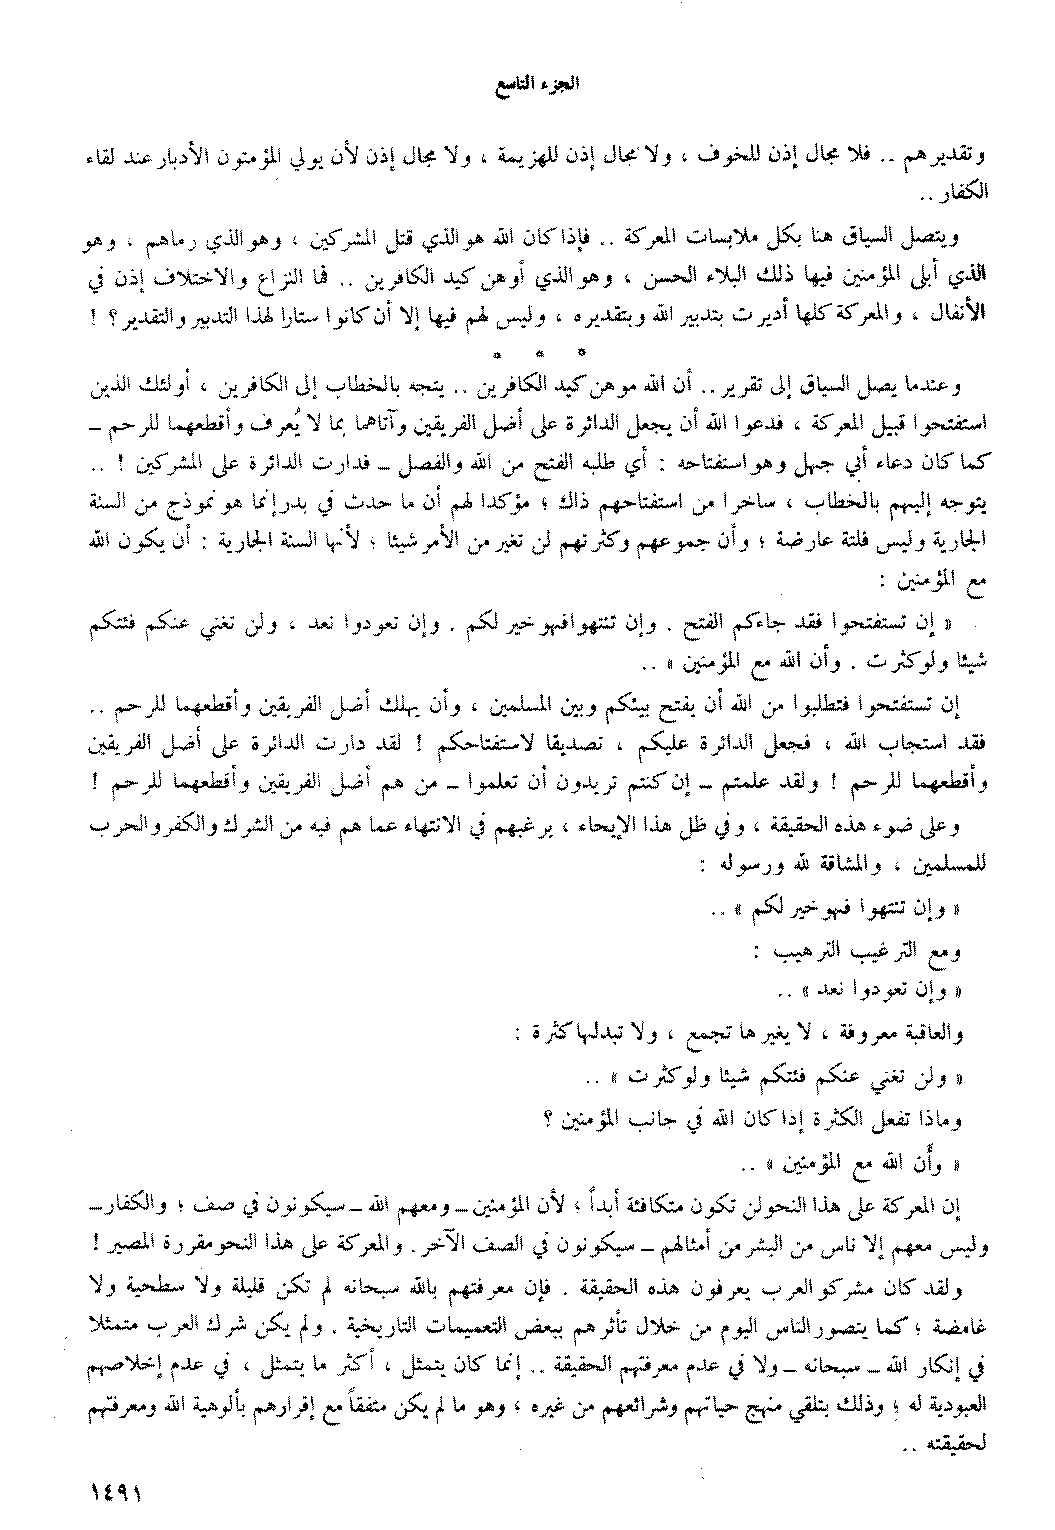 الجزء التاسع
وتقديرهم .. فلا مجال إذن للخوف ، ولا مجال إذن للهزيمة ، ولا مجال إذن لأن يولي المؤمنون الأدبار عند لقاء
الكفار ..
ويتصل السياق هنا بكل ملابسات المعركة .. فإذا كان الله هو الذي قتل المشركين ، وهو الذي رماهم ، وهو
الذي أبلى المؤمنين فيها ذلك البلاء الحسن ، وهو الذي أوهن كيد الكافرين .. فما النزاع والاختلاف إذن في
الأنفال ، والمعركة كلها أديرت بتدبير الله وبتقديره ، وليس لهم فيها إلا أن كانوا ستارا لهذا التدبير والتقدير ؟ !
* * *
وعندما يصل السياق إلى تقرير .. أن الله موهن كيد الكافرين .. يتجه بالخطاب إلى الكافرين ، أولئك الذين
استفتحوا قبيل المعركة ، فدعوا الله أن يجعل الدائرة على أضل الفريقين وآتاهما بما لا يُعرف وأقطعهما للرحم –
كما كان دعاء أبي جهل وهو استفتاحه : أي طلبه الفتح من الله والفصل – فدارت الدائرة على المشركين ! ..
يتوجه إليهم بالخطاب ، ساخرا من استفتاحهم ذاك ؛ مؤكدا لهم أن ما حدث في بدر إنما هو نموذج من السنة
الجارية وليس فلتة عارضة ؛ وأن جموعهم وكثرتهم لن تغير من الأمر شيئا ؛ لأنها السنة الجارية : أن يكون الله
مع المؤمنين :
« إن تستفتحوا فقد جاءكم الفتح . وإن تنتهوا فهو خير لكم . وإن تعودوا نعد ، ولن تغني عنكم فئتكم
شيئا ولو كثرت . وأن الله مع المؤمنين » ..
إن تستفتحوا فتطلبوا من الله أن يفتح بينكم وبين المسلمين ، وأن يهلك أضل الفريقين وأقطعهما للرحم ..
فقد استجاب الله ، فجعل الدائرة عليكم ، تصديقا لاستفتاحكم ! لقد دارت الدائرة على أضل الفريقين
وأقطعهما للرحم ! ولقد علمتم – إن كنتم تريدون أن تعلموا – من هم أضل الفريقين وأقطعهما للرحم !
وعلى ضوء هذه الحقيقة ، وفي ظل هذا الإيحاء ، يرغبهم في الانتهاء عما هم فيه من الشرك والكفر والحرب
للمسلمين ، والمشاقة لله ورسوله :
« وإن تنتهوا فهو خير لكم » ..
ومع الترغيب الترهيب :
« وإن تعودوا نعد » ..
والعاقبة معروفة ، لا يغيرها تجمع ، ولا تبدلها كثرة :
« ولن تغني عنكم فئتكم شيئا ولو كثرت » ..
وماذا تفعل الكثرة إذا كان الله في جانب المؤمنين ؟
« وأن الله مع المؤمنين » ..
إن المعركة على هذا النحو لن تكون متكافئة أبداً ؛ لأن المؤمنين – ومعهم الله – سيكونون في صف ؛ والكفار –
وليس معهم إلا ناس من البشر من أمثالهم – سيكونون في الصف الآخر . والمعركة على هذا النحو مقررة المصير !
ولقد كان مشركو العرب يعرفون هذه الحقيقة . فإن معرفتهم بالله سبحانه لم تكن قليلة ولا سطحية ولا
غامضة ؛ كما يتصور الناس اليوم من خلال تأثرهم ببعض التعميمات التاريخية . ولم يكن شرك العرب متمثلا
في إنكار الله – سبحانه – ولا في عدم معرفتهم الحقيقة .. إنما كان يتمثل ، أكثر ما يتمثل ، في عدم إخلاصهم
العبودية له ؛ وذلك بتلقي منهج حياتهم وشرائعهم من غيره ؛ وهو ما لم يكن متفقاً مع إقرارهم بألوهية الله ومعرفتهم
لحقيقته ..
١٤٩١